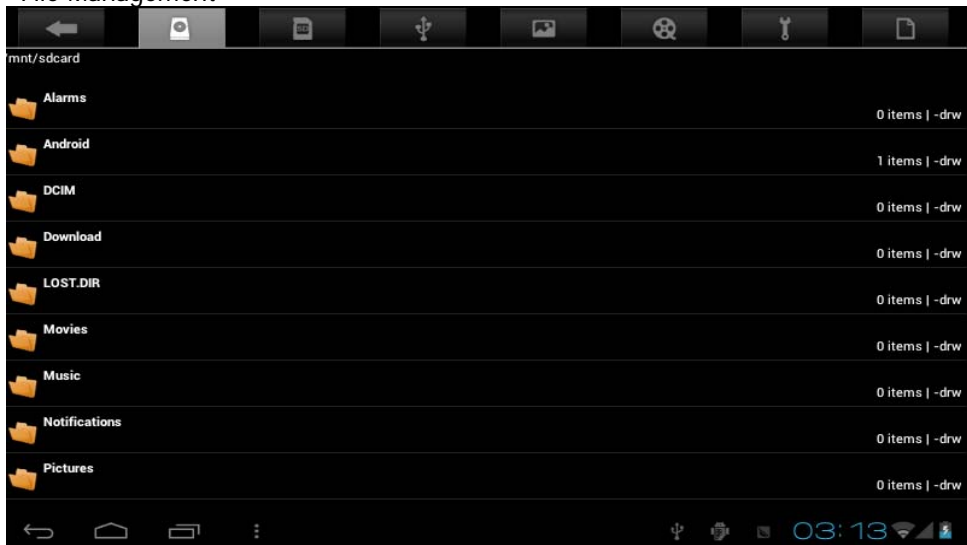 /mnt/sdcard
Alarms
0 items | -drw
Android
1 items | -drw
DCIM
0 items | -drw
Download
0 items | -drw
LOST.DIR
0 items | -drw
Movies
0 items | -drw
Music
0 items | -drw
Notifications
0 items | -drw
Pictures
0 items | -drw
03:13